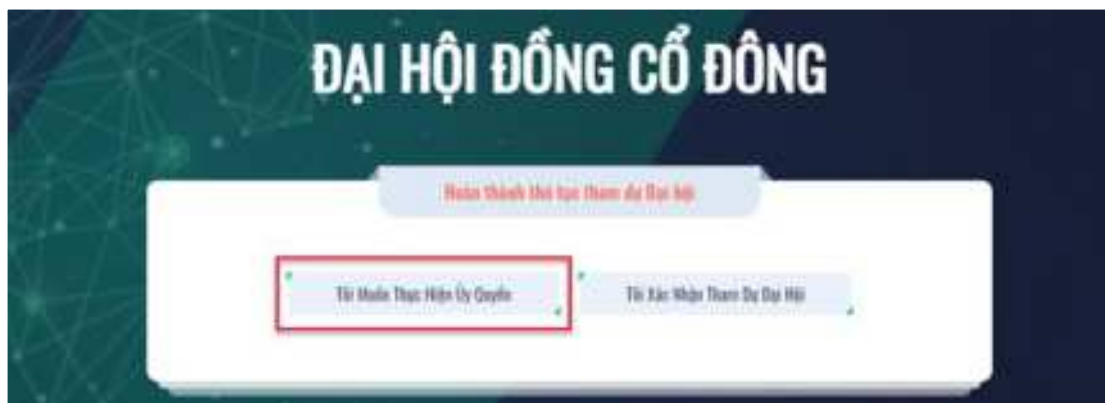 ĐẠI HỘI ĐỒNG CỔ ĐÔNG
Hoàn thành thủ tục tham dự Đại hội
Tôi Muốn Thực Hiện Ủy Quyền
Tôi Xác Nhận Tham Dự Đại Hội